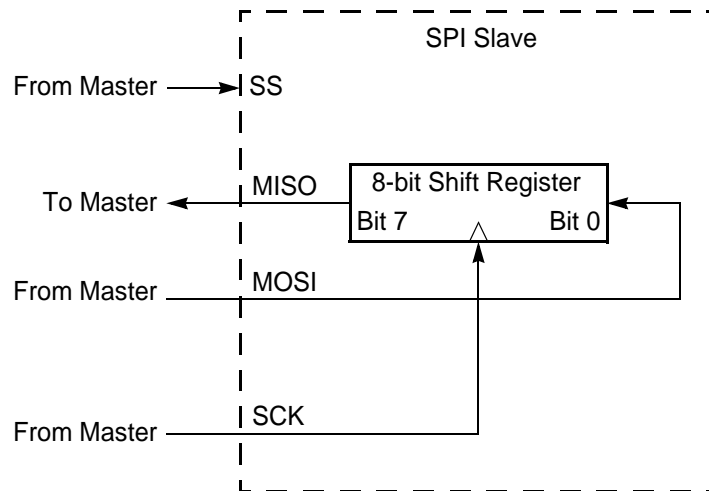 SPI Slave
From Master
SS
MISO
8-bit Shift Register
To Master
Bit 7
Bit 0
MOSI
From Master
SCK
From Master